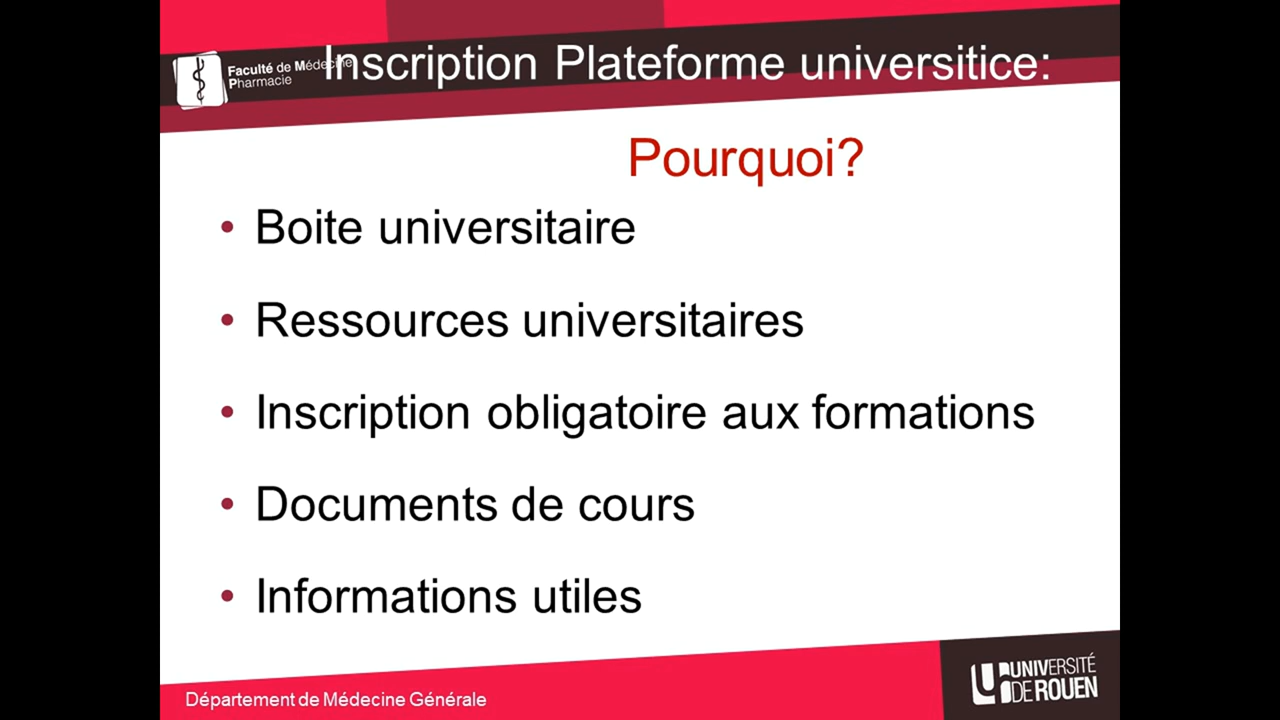 Inscription Plateforme universitice:
Faculté de Médecine
Pharmacie
Pourquoi?
• Boite universitaire
• Ressources universitaires
• Inscription obligatoire aux formations
• Documents de cours
• Informations utiles
Département de Médecine Générale
UNIVERSITÉ
DE ROUEN